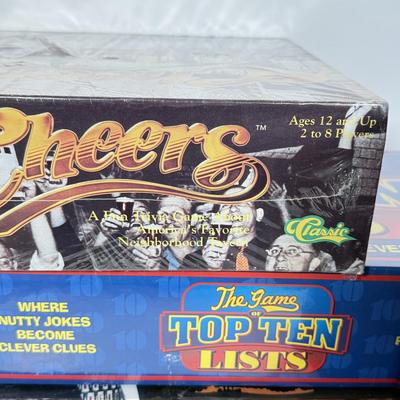 Cheers™
Ages 12 and Up
2 to 8 Players
A Fun Trivia Game About
America's Favorite
Neighborhood Tavern
Classic
WHERE
NUTTY JOKES
BECOME
CLEVER CLUES
The Game
OF
TOP TEN
LISTS